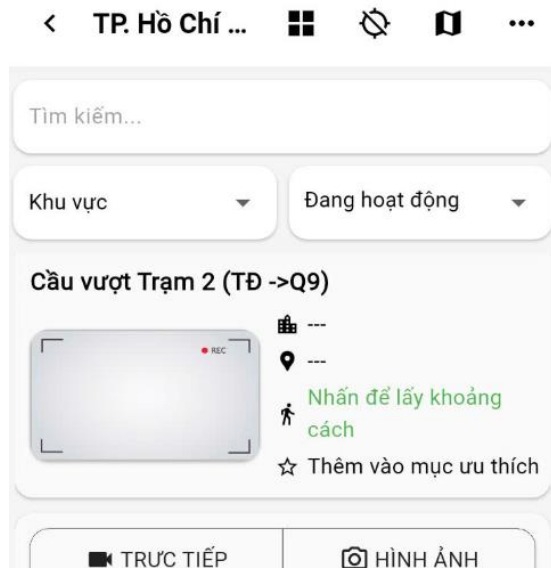 TP. Hồ Chí ...
Tìm kiếm...
Khu vực
Đang hoạt động
Cầu vượt Trạm 2 (TĐ ->Q9)
REC
---
---
Nhấn để lấy khoảng
cách
Thêm vào mục ưu thích
TRỰC TIẾP
HÌNH ẢNH